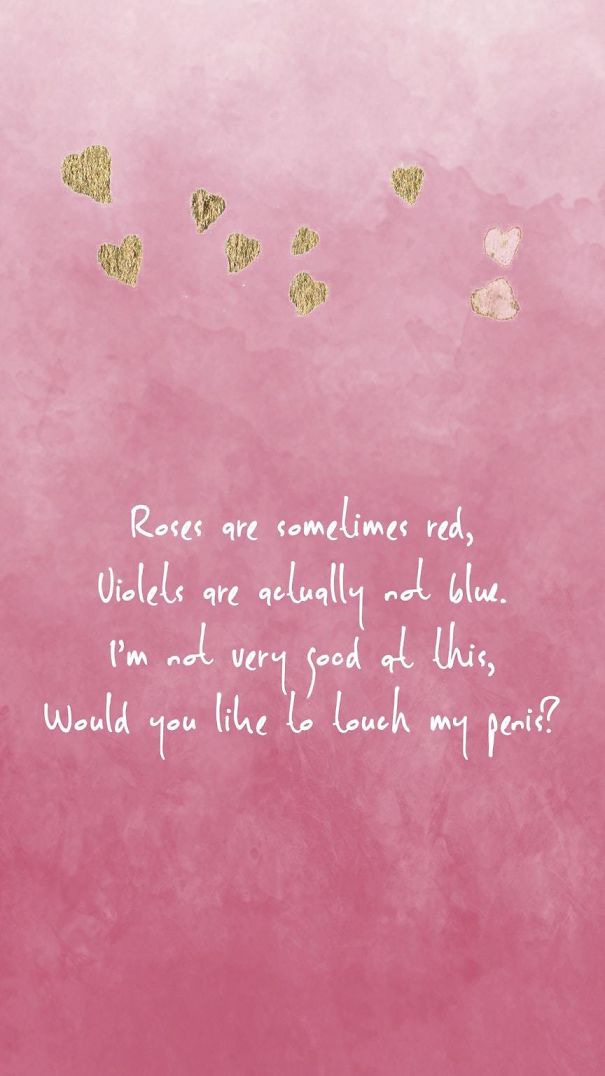 Roses are sometimes red,
Violets are actually not blue.
I'm not very good at this,
Would you like to touch my penis?